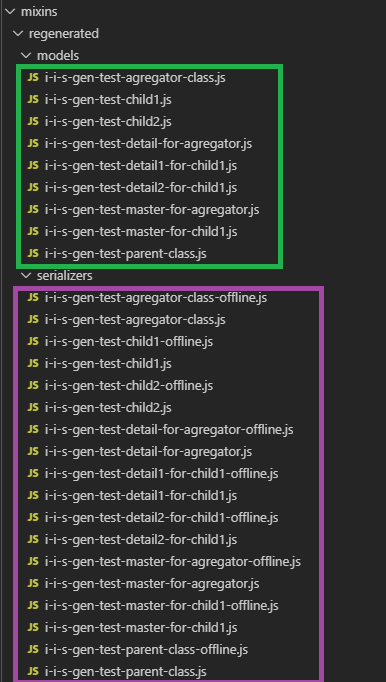 mixins
regenerated
models
JS i-i-s-gen-test-agregator-class.js
JS i-i-s-gen-test-child1.js
JS i-i-s-gen-test-child2.js
JS i-i-s-gen-test-detail-for-agregator.js
JS i-i-s-gen-test-detail1-for-child1.js
JS i-i-s-gen-test-detail2-for-child1.js
JS i-i-s-gen-test-master-for-agregator.js
JS i-i-s-gen-test-master-for-child1.js
JS i-i-s-gen-test-parent-class.js
serializers
JS i-i-s-gen-test-agregator-class-offline.js
JS i-i-s-gen-test-agregator-class.js
JS i-i-s-gen-test-child1-offline.js
JS i-i-s-gen-test-child1.js
JS i-i-s-gen-test-child2-offline.js
JS i-i-s-gen-test-child2.js
JS i-i-s-gen-test-detail-for-agregator-offline.js
JS i-i-s-gen-test-detail-for-agregator.js
JS i-i-s-gen-test-detail1-for-child1-offline.js
JS i-i-s-gen-test-detail1-for-child1.js
JS i-i-s-gen-test-detail2-for-child1-offline.js
JS i-i-s-gen-test-detail2-for-child1.js
JS i-i-s-gen-test-master-for-agregator-offline.js
JS i-i-s-gen-test-master-for-agregator.js
JS i-i-s-gen-test-master-for-child1-offline.js
JS i-i-s-gen-test-master-for-child1.js
JS i-i-s-gen-test-parent-class-offline.js
JS i-i-s-gen-test-parent-class.js